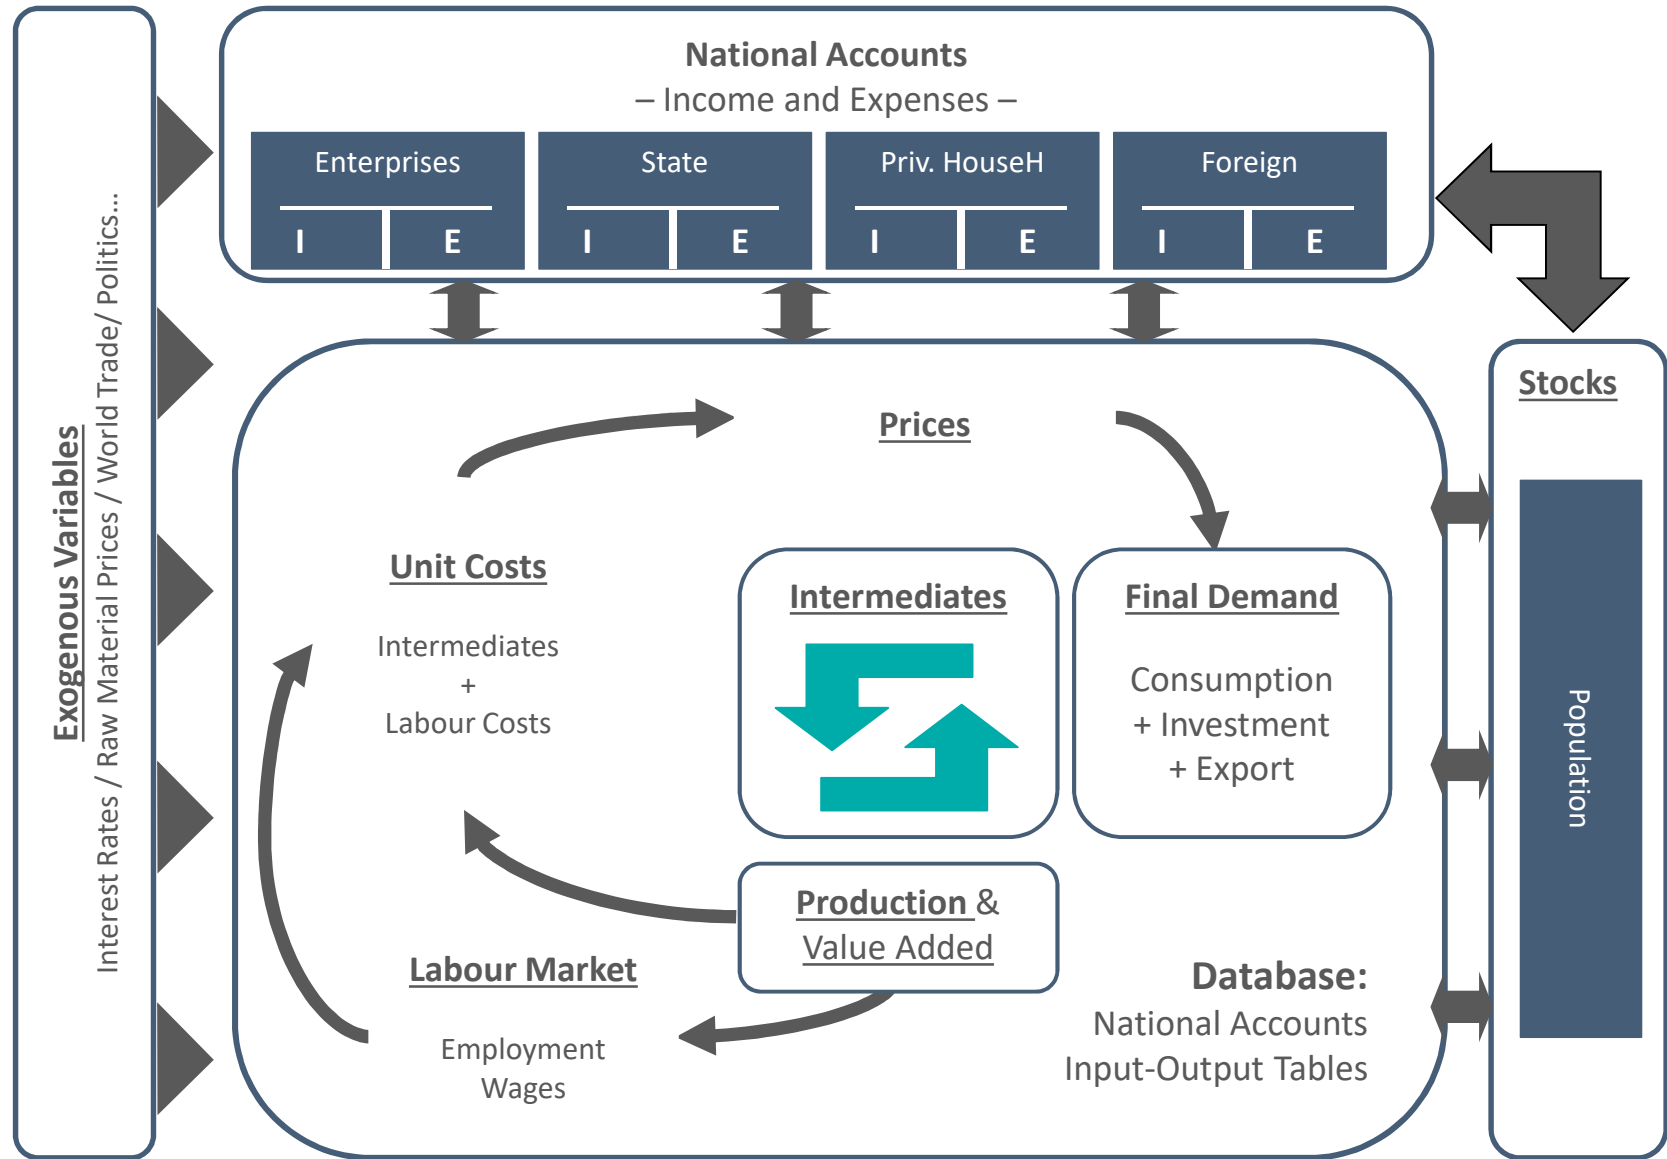 Exogenous Variables
Interest Rates / Raw Material Prices / World Trade/ Politics...
National Accounts
– Income and Expenses –
Enterprises
I E
State
I E
Priv. HouseH
I E
Foreign
I E
Prices
Unit Costs
Intermediates
+
Labour Costs
Intermediates
Final Demand
Consumption
+ Investment
+ Export
Production &
Value Added
Labour Market
Employment
Wages
Database:
National Accounts
Input-Output Tables
Stocks
Population